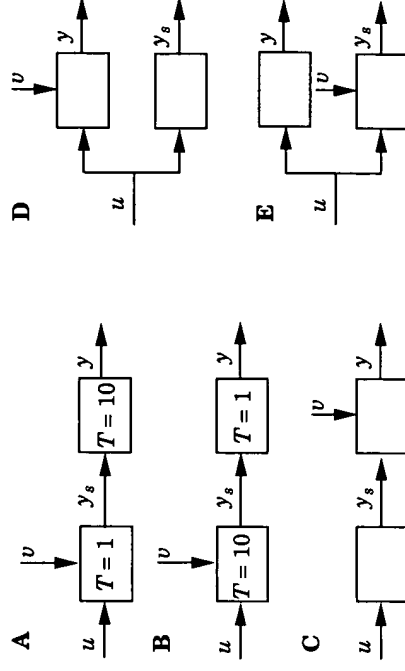 A
v
u
T = 1
y_s
T = 10
y
B
v
u
T = 10
y_s
T = 1
y
C
v
u
y_s
y
D
v
y
u
y_s
E
y
v
u
y_s